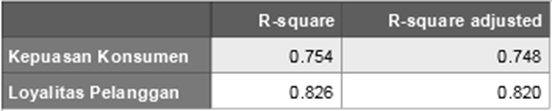 R-square R-square adjusted
Kepuasan Konsumen 0.754 0.748
Loyalitas Pelanggan 0.826 0.820